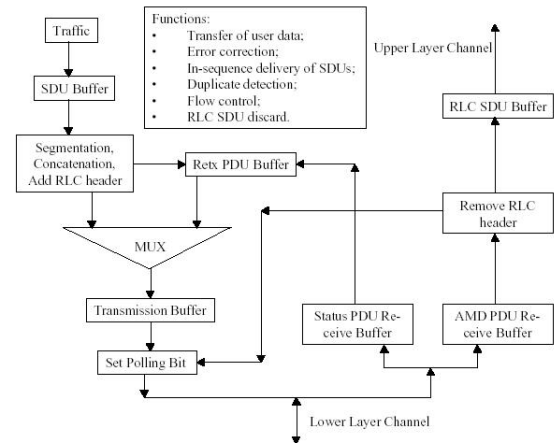 Traffic
SDU Buffer
Segmentation,
Concatenation,
Add RLC header
Functions:
• Transfer of user data;
• Error correction;
• In-sequence delivery of SDUs;
• Duplicate detection;
• Flow control;
• RLC SDU discard.
Upper Layer Channel
RLC SDU Buffer
Retx PDU Buffer
Remove RLC
header
MUX
Transmission Buffer
Status PDU Re-
ceive Buffer
AMD PDU Re-
ceive Buffer
Set Polling Bit
Lower Layer Channel